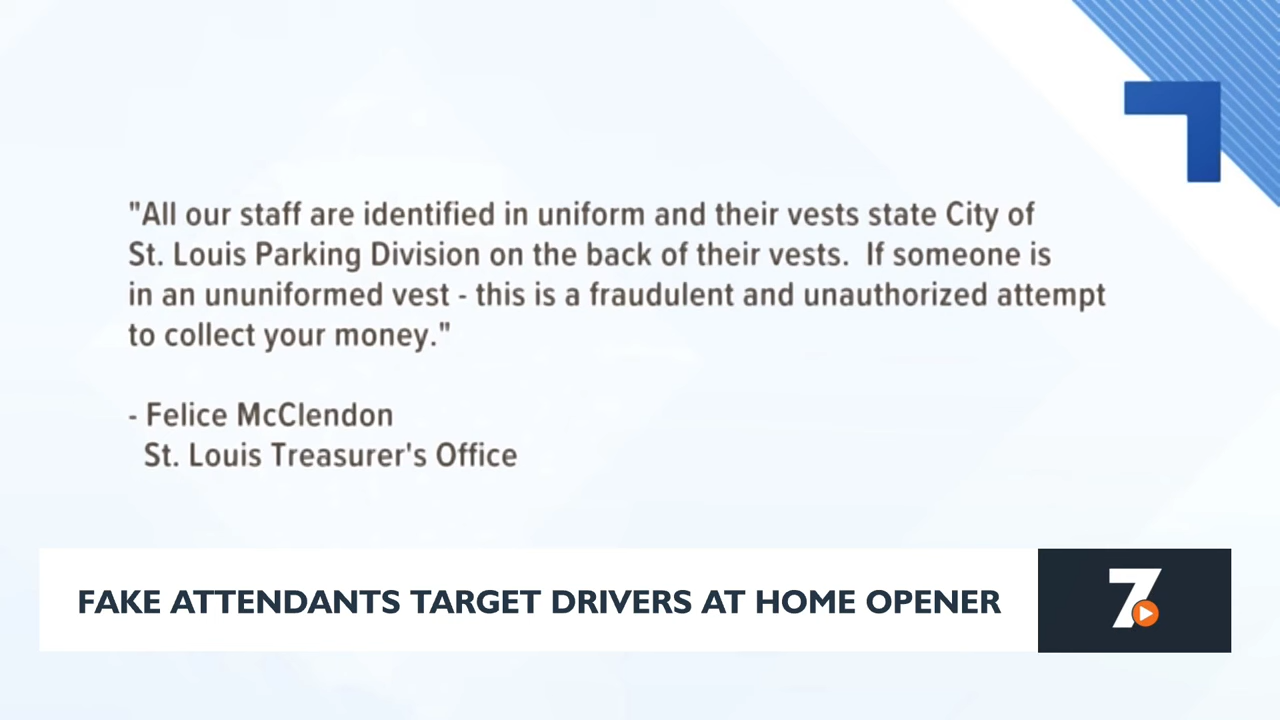 "All our staff are identified in uniform and their vests state City of
St. Louis Parking Division on the back of their vests.  If someone is
in an ununiformed vest - this is a fraudulent and unauthorized attempt
to collect your money."
- Felice McClendon
St. Louis Treasurer's Office
FAKE ATTENDANTS TARGET DRIVERS AT HOME OPENER
7